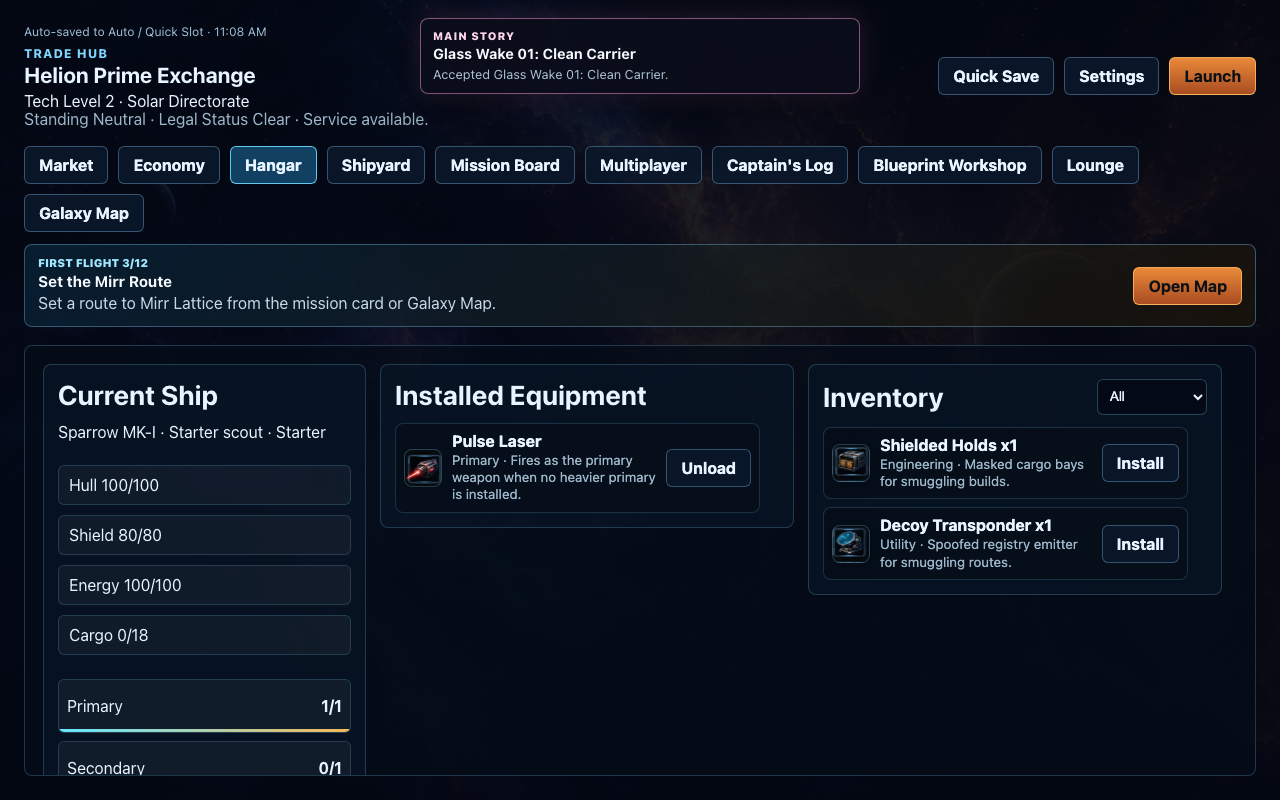 Auto-saved to Auto / Quick Slot · 11:08 AM
TRADE HUB
Helion Prime Exchange
Tech Level 2 · Solar Directorate
Standing Neutral · Legal Status Clear · Service available.
MAIN STORY
Glass Wake 01: Clean Carrier
Accepted Glass Wake 01: Clean Carrier.
Quick Save
Settings
Launch
Market
Economy
Hangar
Shipyard
Mission Board
Multiplayer
Captain's Log
Blueprint Workshop
Lounge
Galaxy Map
FIRST FLIGHT 3/12
Set the Mirr Route
Set a route to Mirr Lattice from the mission card or Galaxy Map.
Open Map
Current Ship
Sparrow MK-I · Starter scout · Starter
Hull 100/100
Shield 80/80
Energy 100/100
Cargo 0/18
Primary 1/1
Secondary 0/1
Installed Equipment
Pulse Laser
Primary · Fires as the primary
weapon when no heavier primary
is installed.
Unload
Inventory
All
Shielded Holds x1
Engineering · Masked cargo bays
for smuggling builds.
Install
Decoy Transponder x1
Utility · Spoofed registry emitter
for smuggling routes.
Install